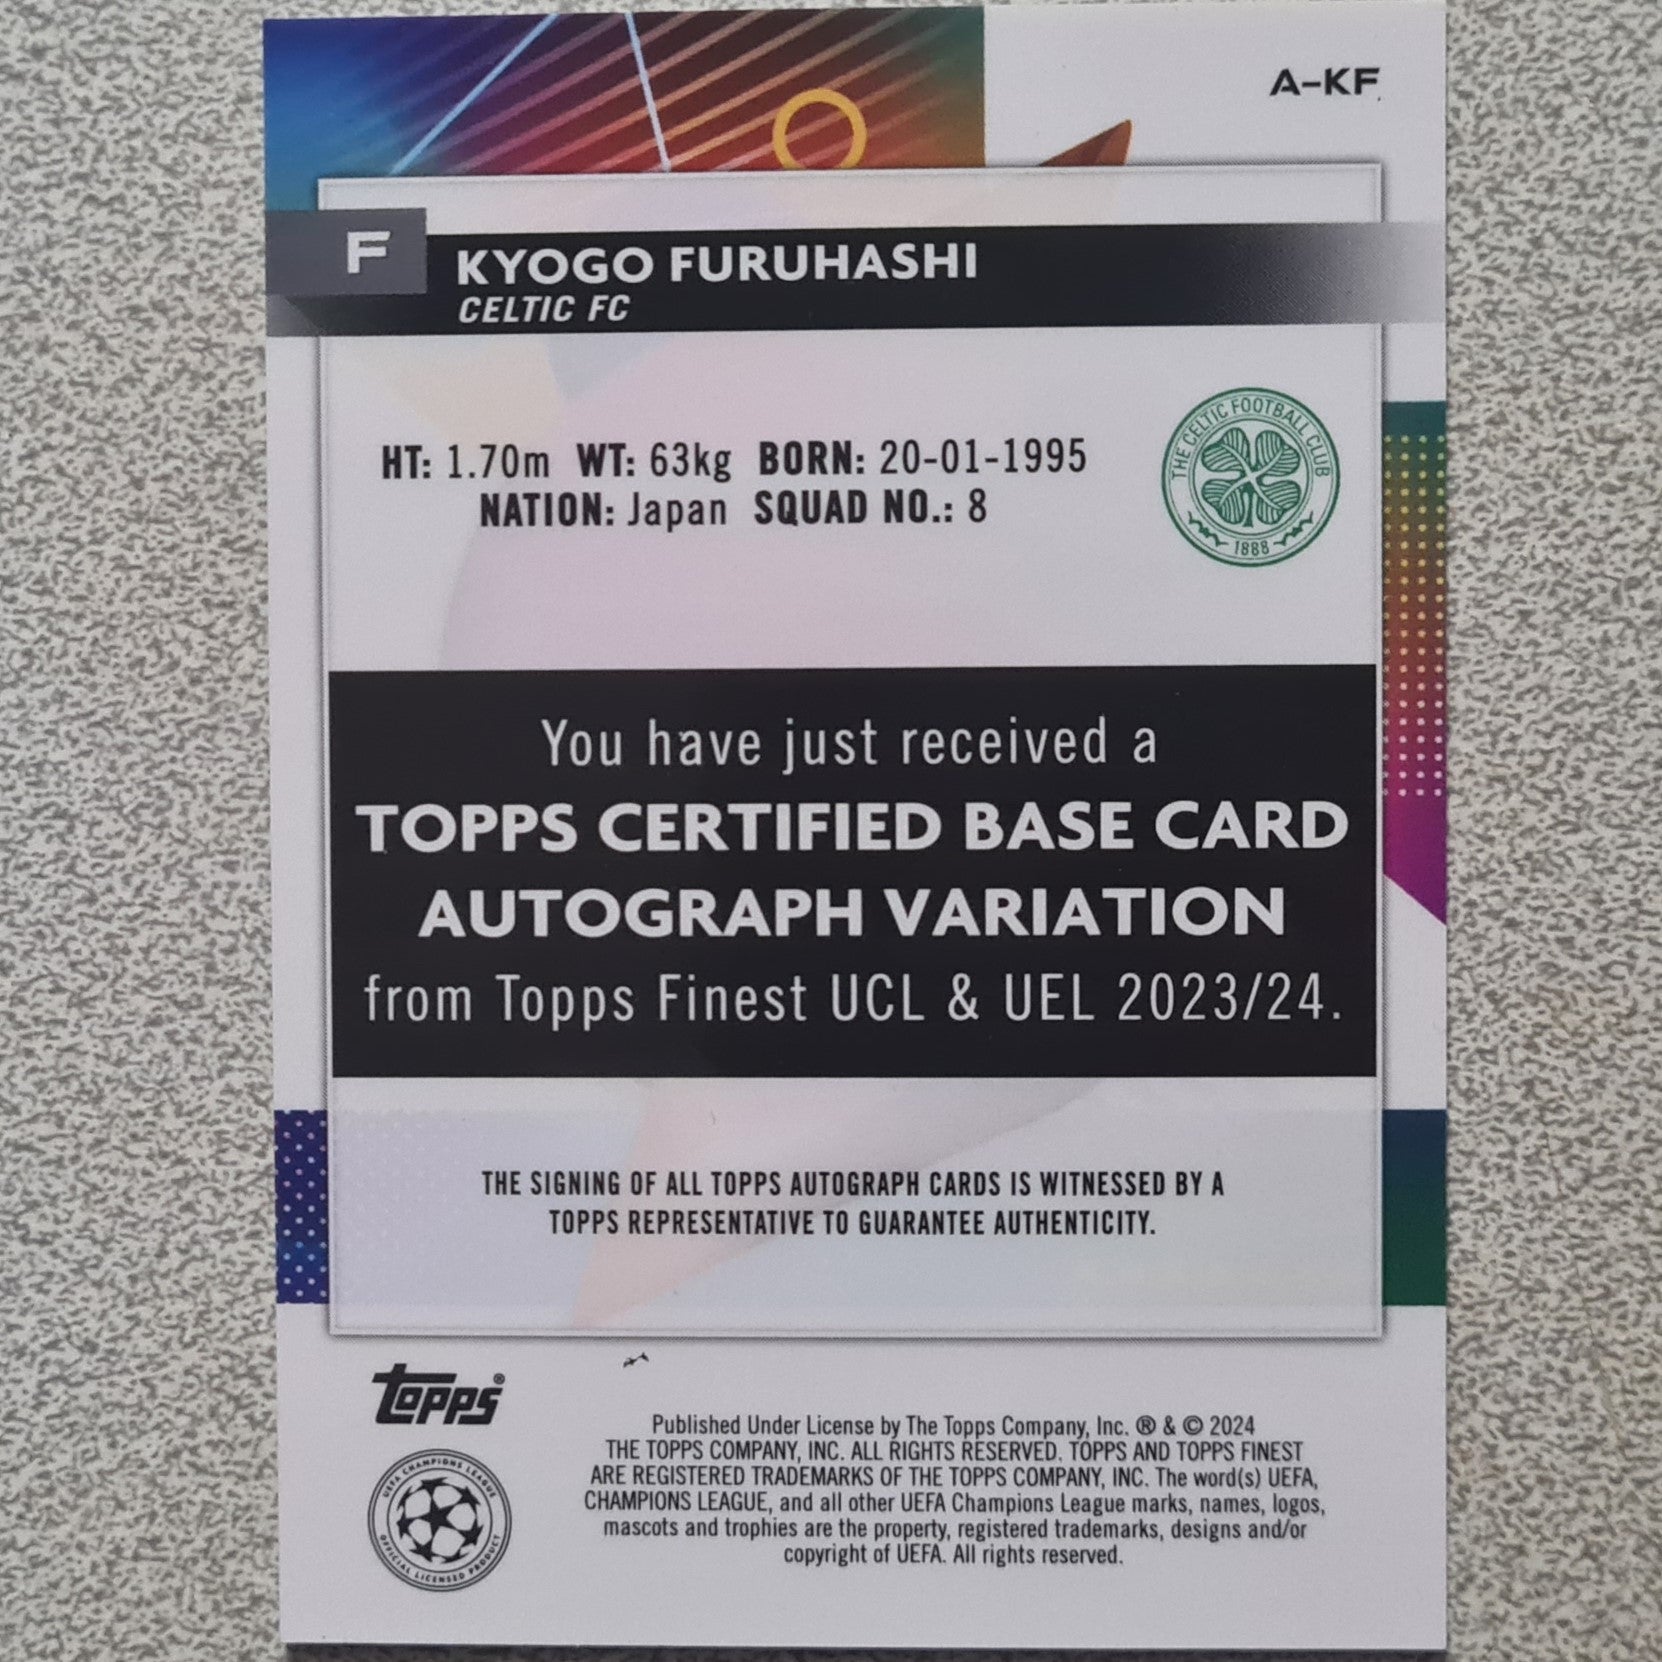 A-KF
F
KYOGO FURUHASHI
CELTIC FC
HT: 1.70m WT: 63kg BORN: 20-01-1995
NATION: Japan SQUAD NO.: 8
THE CELTIC FOOTBALL CLUB
1888
You have just received a
TOPPS CERTIFIED BASE CARD
AUTOGRAPH VARIATION
from Topps Finest UCL & UEL 2023/24.
THE SIGNING OF ALL TOPPS AUTOGRAPH CARDS IS WITNESSED BY A
TOPPS REPRESENTATIVE TO GUARANTEE AUTHENTICITY.
topps®
UEFA CHAMPIONS LEAGUE
OFFICIAL LICENSED PRODUCT
Published Under License by The Topps Company, Inc. ® & © 2024
THE TOPPS COMPANY, INC. ALL RIGHTS RESERVED. TOPPS AND TOPPS FINEST
ARE REGISTERED TRADEMARKS OF THE TOPPS COMPANY, INC. The word(s) UEFA,
CHAMPIONS LEAGUE, and all other UEFA Champions League marks, names, logos,
mascots and trophies are the property, registered trademarks, designs and/or
copyright of UEFA. All rights reserved.